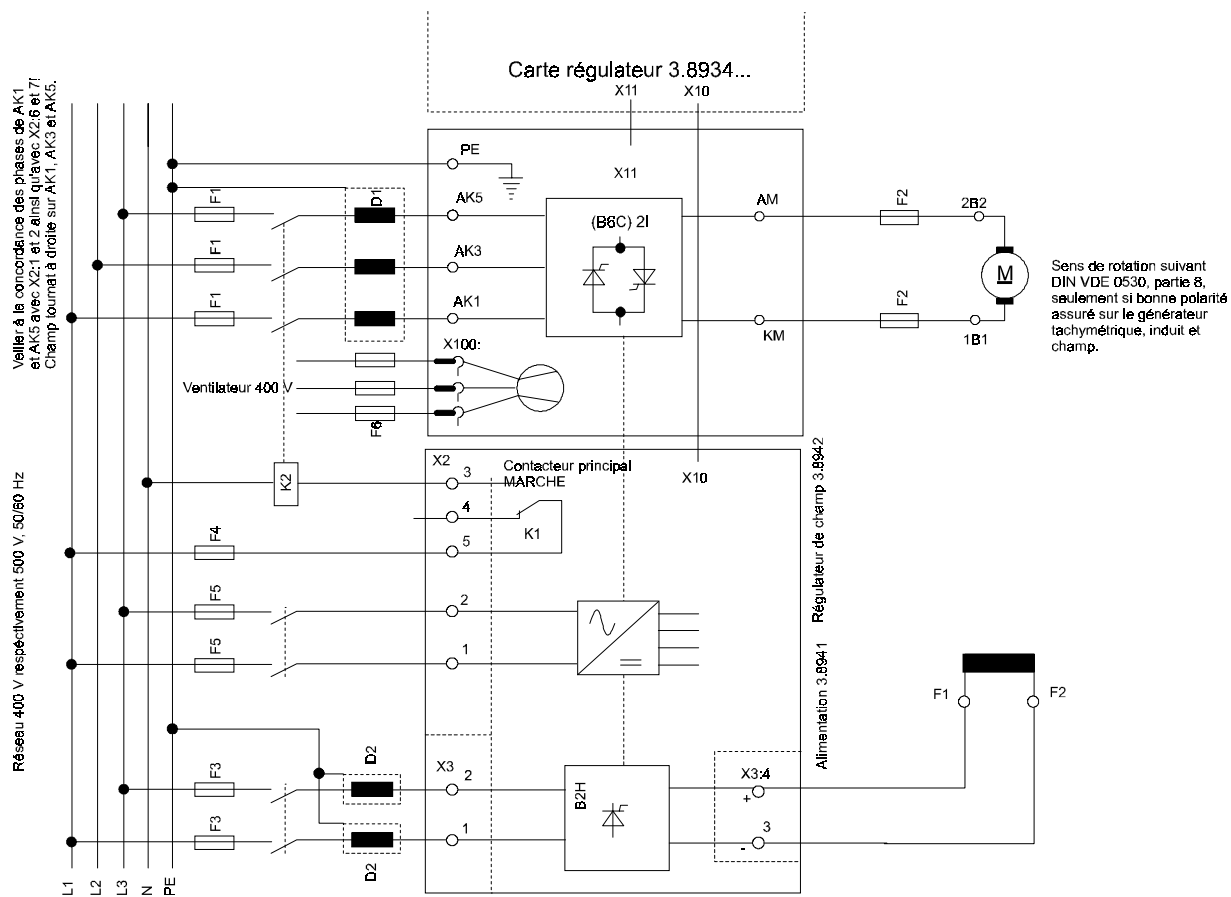 Carte régulateur 3.8934...
X11
X10
Veiller à la concordance des phases de AK1
et AK5 avec X2:1 et 2 ainsi qu'avec X2:6 et 7!
Champ tournat à droite sur AK1, AK3 et AK5.
PE
X11
F1
D1
AK5
(B6C) 2I
AM
F2
2B2
F1
AK3
M
Sens de rotation suivant
DIN VDE 0530, partie 8,
seulement si bonne polarité
assuré sur le générateur
tachymétrique, induit et
champ.
F1
AK1
F2
KM
1B1
X100:
Ventilateur 400 V
F6
Réseau 400 V respectivement 500 V, 50/60 Hz
K2
X2
3
Contacteur principal
MARCHE
X10
4
K1
F4
5
F5
2
F5
1
Régulateur de champ 3.8942
Alimentation 3.8941
F1
F2
D2
F3
X3
2
B2H
X3:4
+
F3
1
3
-
D2
L1
L2
L3
N
PE